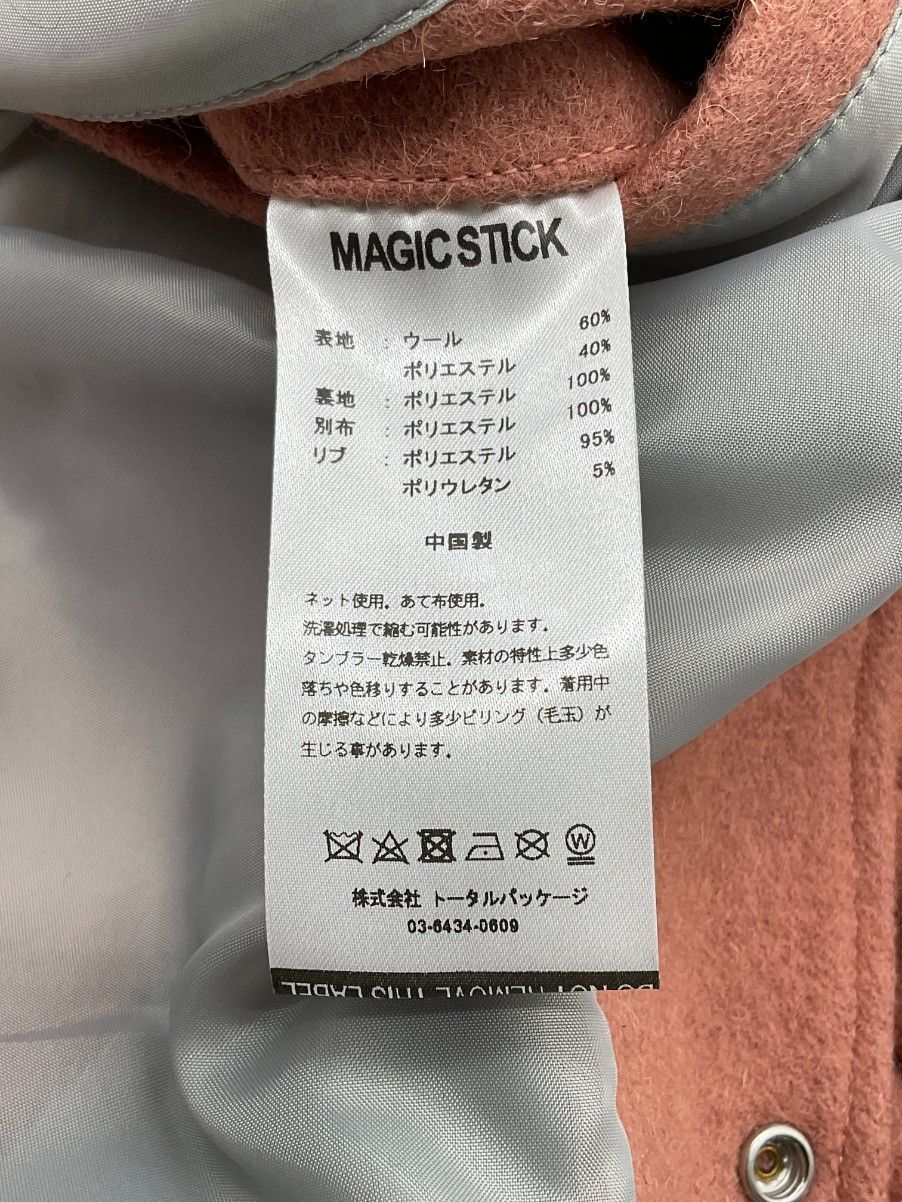 MAGIC STICK
表地 : ウール 60%
ポリエステル 40%
裏地 : ポリエステル 100%
別布 : ポリエステル 100%
リブ : ポリエステル 95%
ポリウレタン 5%
中国製
ネット使用。あて布使用。
洗濯処理で縮む可能性があります。
タンブラー乾燥禁止。素材の特性上多少色
落ちや色移りすることがあります。着用中
の摩擦などにより多少ピリング（毛玉）が
生じる事があります。
W
株式会社 トータルパッケージ
03-6434-0609
DO NOT REMOVE THIS LABEL